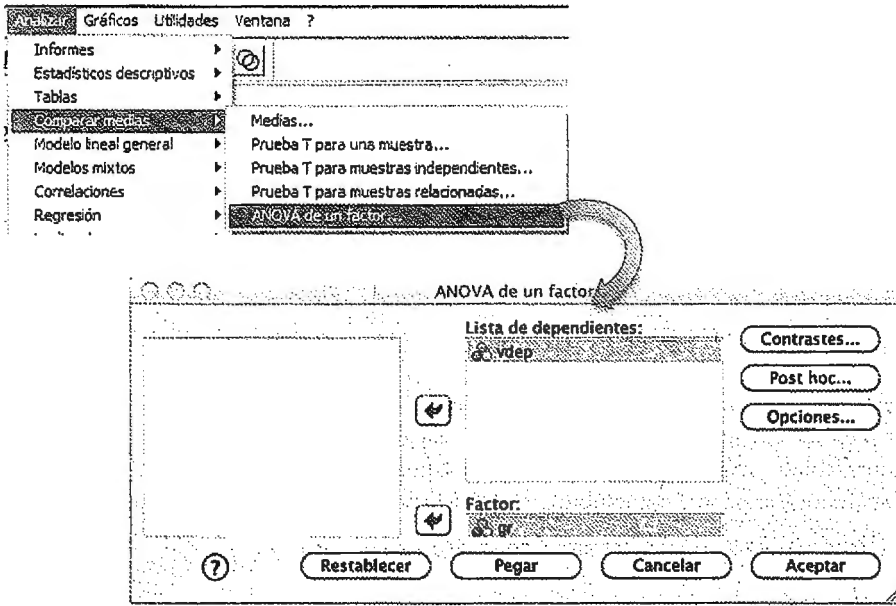 Analizar Gráficos Utilidades Ventana ?
Informes
Estadísticos descriptivos
Tablas
Comparar medias
Modelo lineal general
Modelos mixtos
Correlaciones
Regresión
Medias...
Prueba T para una muestra...
Prueba T para muestras independientes...
Prueba T para muestras relacionadas...
ANOVA de un factor...
ANOVA de un factor
Lista de dependientes:
vdep
Contrastes...
Post hoc...
Opciones...
Factor:
gr
?
Restablecer
Pegar
Cancelar
Aceptar